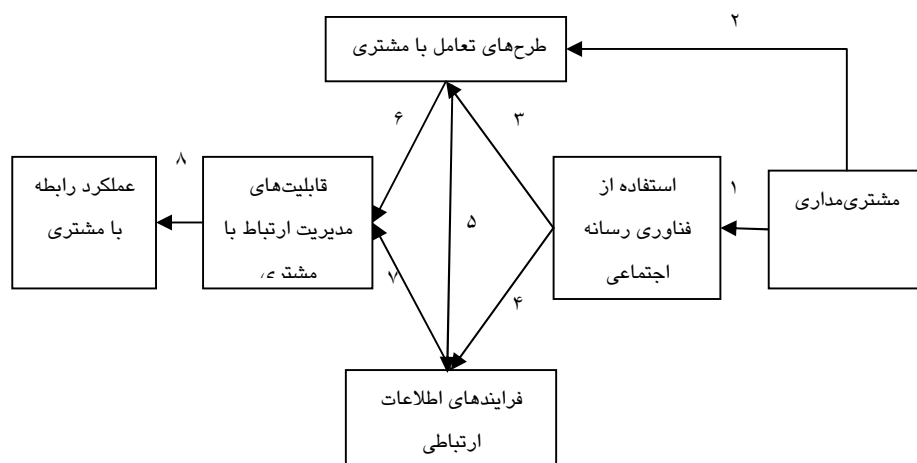 ۲
طرح‌های تعامل با مشتری
۶
۳
۸
عملکرد رابطه
با مشتری
قابلیت‌های
مدیریت ارتباط با
مشتری
۵
استفاده از
فناوری رسانه
اجتماعی
۱
مشتری‌مداری
۷
۴
فرایندهای اطلاعات
ارتباطی